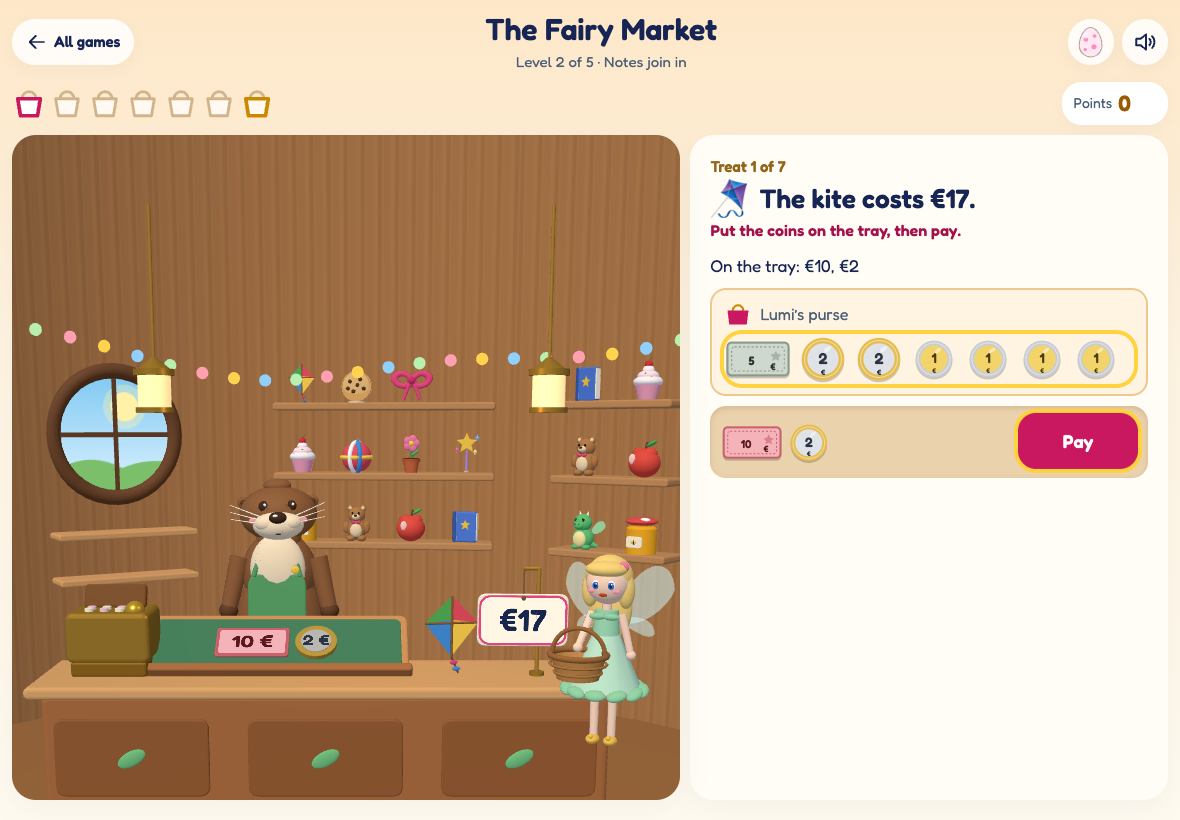 All games
The Fairy Market
Level 2 of 5 · Notes join in
Points 0
Treat 1 of 7
The kite costs €17.
Put the coins on the tray, then pay.
On the tray: €10, €2
Lumi's purse
5 €
2 €
2 €
1 €
1 €
1 €
1 €
10 €
2 €
Pay
€17
10 €
2 €